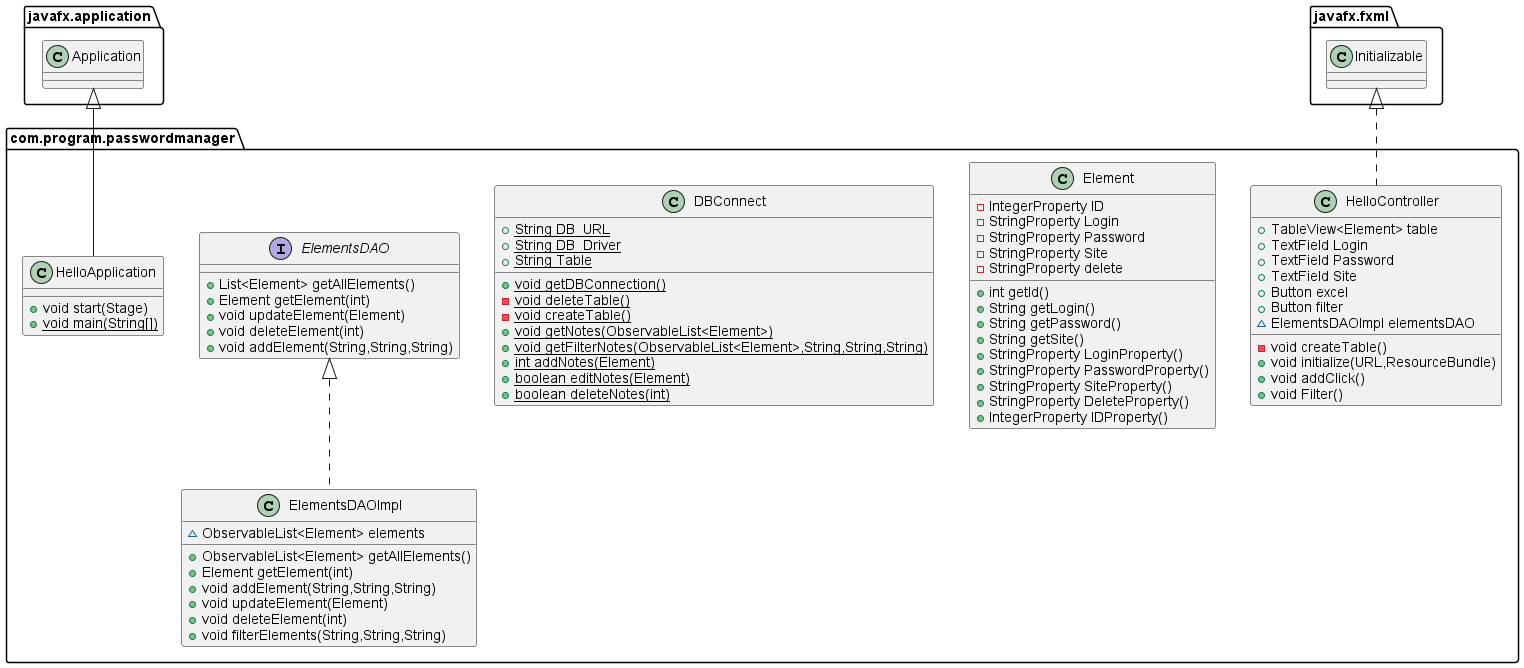 javafx.application
C Application
javafx.fxml
C Initializable
com.program.passwordmanager
C HelloApplication
void start(Stage)
void main(String[])
I ElementsDAO
List<Element> getAllElements()
Element getElement(int)
void updateElement(Element)
void deleteElement(int)
void addElement(String,String,String)
C DBConnect
String DB_URL
String DB_Driver
String Table
void getDBConnection()
void deleteTable()
void createTable()
void getNotes(ObservableList<Element>)
void getFilterNotes(ObservableList<Element>,String,String,String)
int addNotes(Element)
boolean editNotes(Element)
boolean deleteNotes(int)
C Element
IntegerProperty ID
StringProperty Login
StringProperty Password
StringProperty Site
StringProperty delete
int getId()
String getLogin()
String getPassword()
String getSite()
StringProperty LoginProperty()
StringProperty PasswordProperty()
StringProperty SiteProperty()
StringProperty DeleteProperty()
IntegerProperty IDProperty()
C HelloController
TableView<Element> table
TextField Login
TextField Password
TextField Site
Button excel
Button filter
ElementsDAOImpl elementsDAO
void createTable()
void initialize(URL,ResourceBundle)
void addClick()
void Filter()
C ElementsDAOImpl
ObservableList<Element> elements
ObservableList<Element> getAllElements()
Element getElement(int)
void addElement(String,String,String)
void updateElement(Element)
void deleteElement(int)
void filterElements(String,String,String)